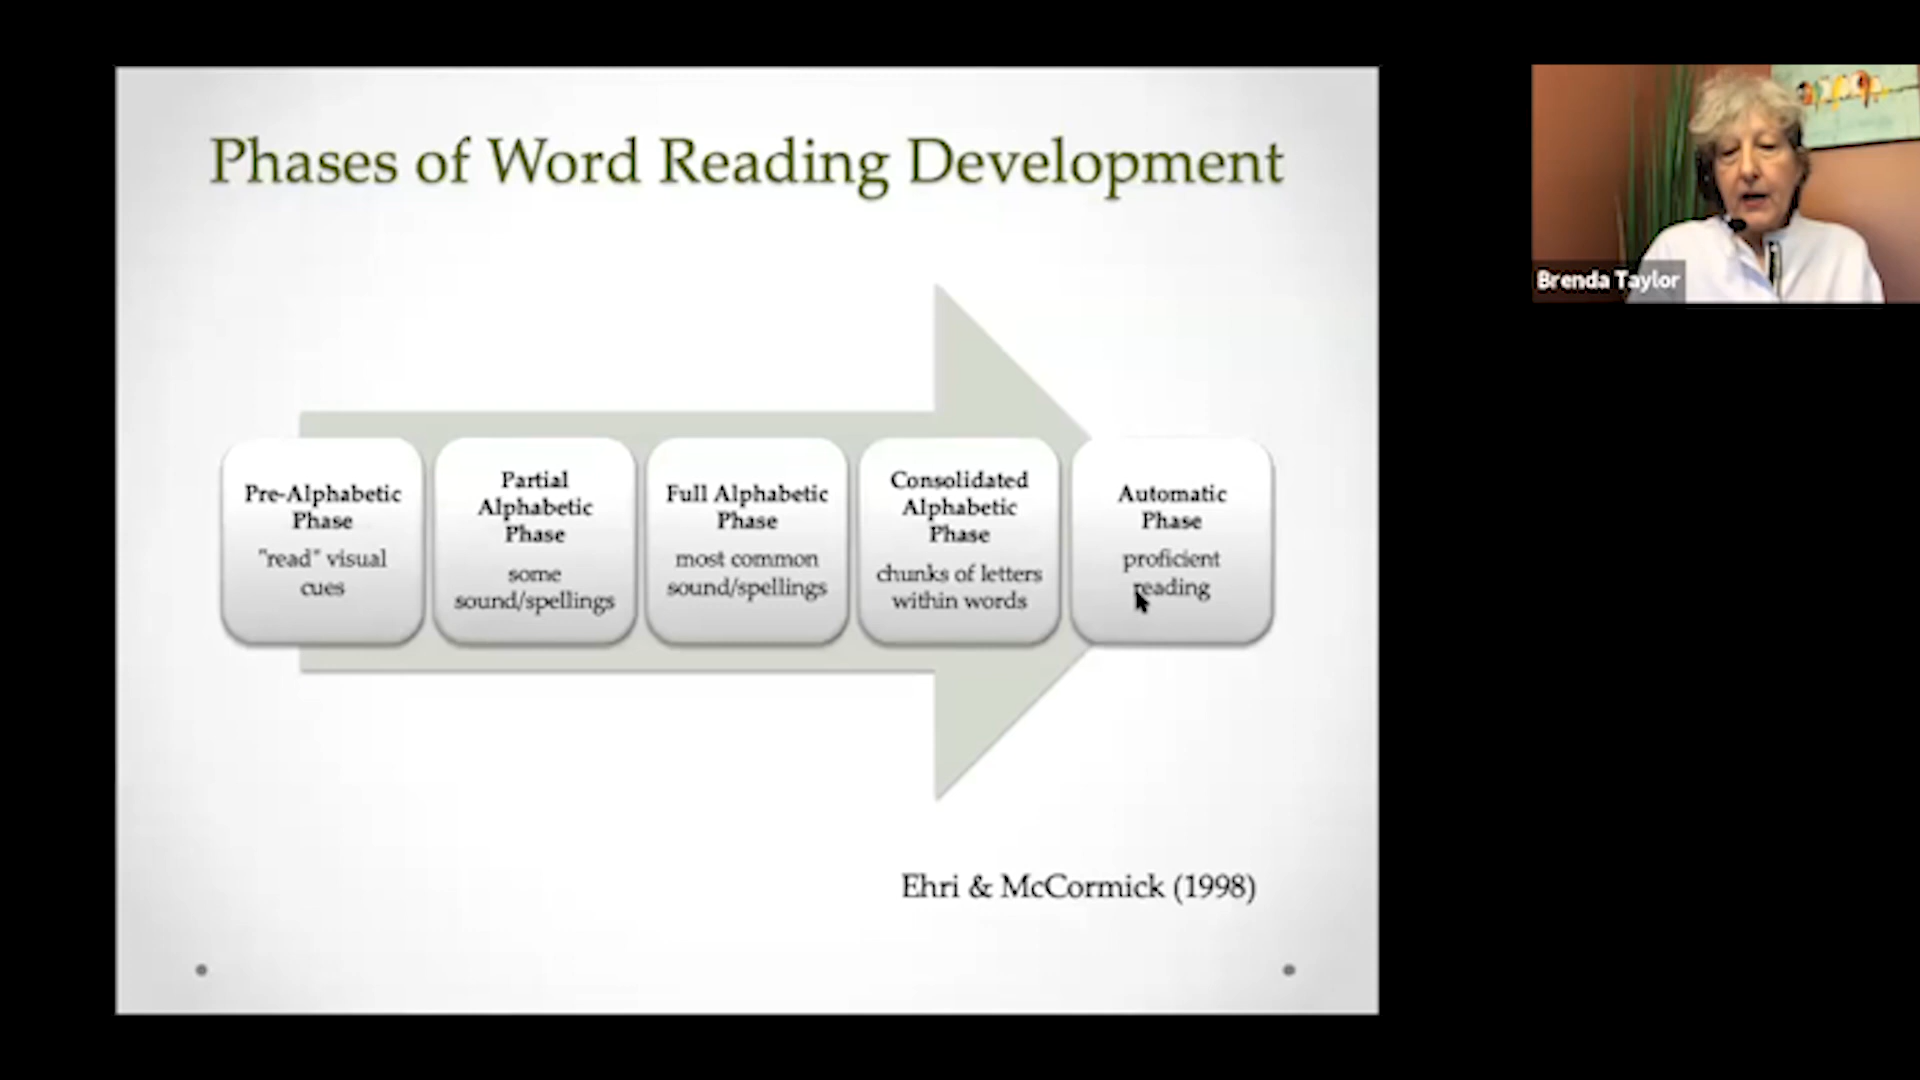 Phases of Word Reading Development
Pre-Alphabetic
Phase
"read" visual
cues
Partial
Alphabetic
Phase
some
sound/spellings
Full Alphabetic
Phase
most common
sound/spellings
Consolidated
Alphabetic
Phase
chunks of letters
within words
Automatic
Phase
proficient
reading
Ehri & McCormick (1998)
Brenda Taylor